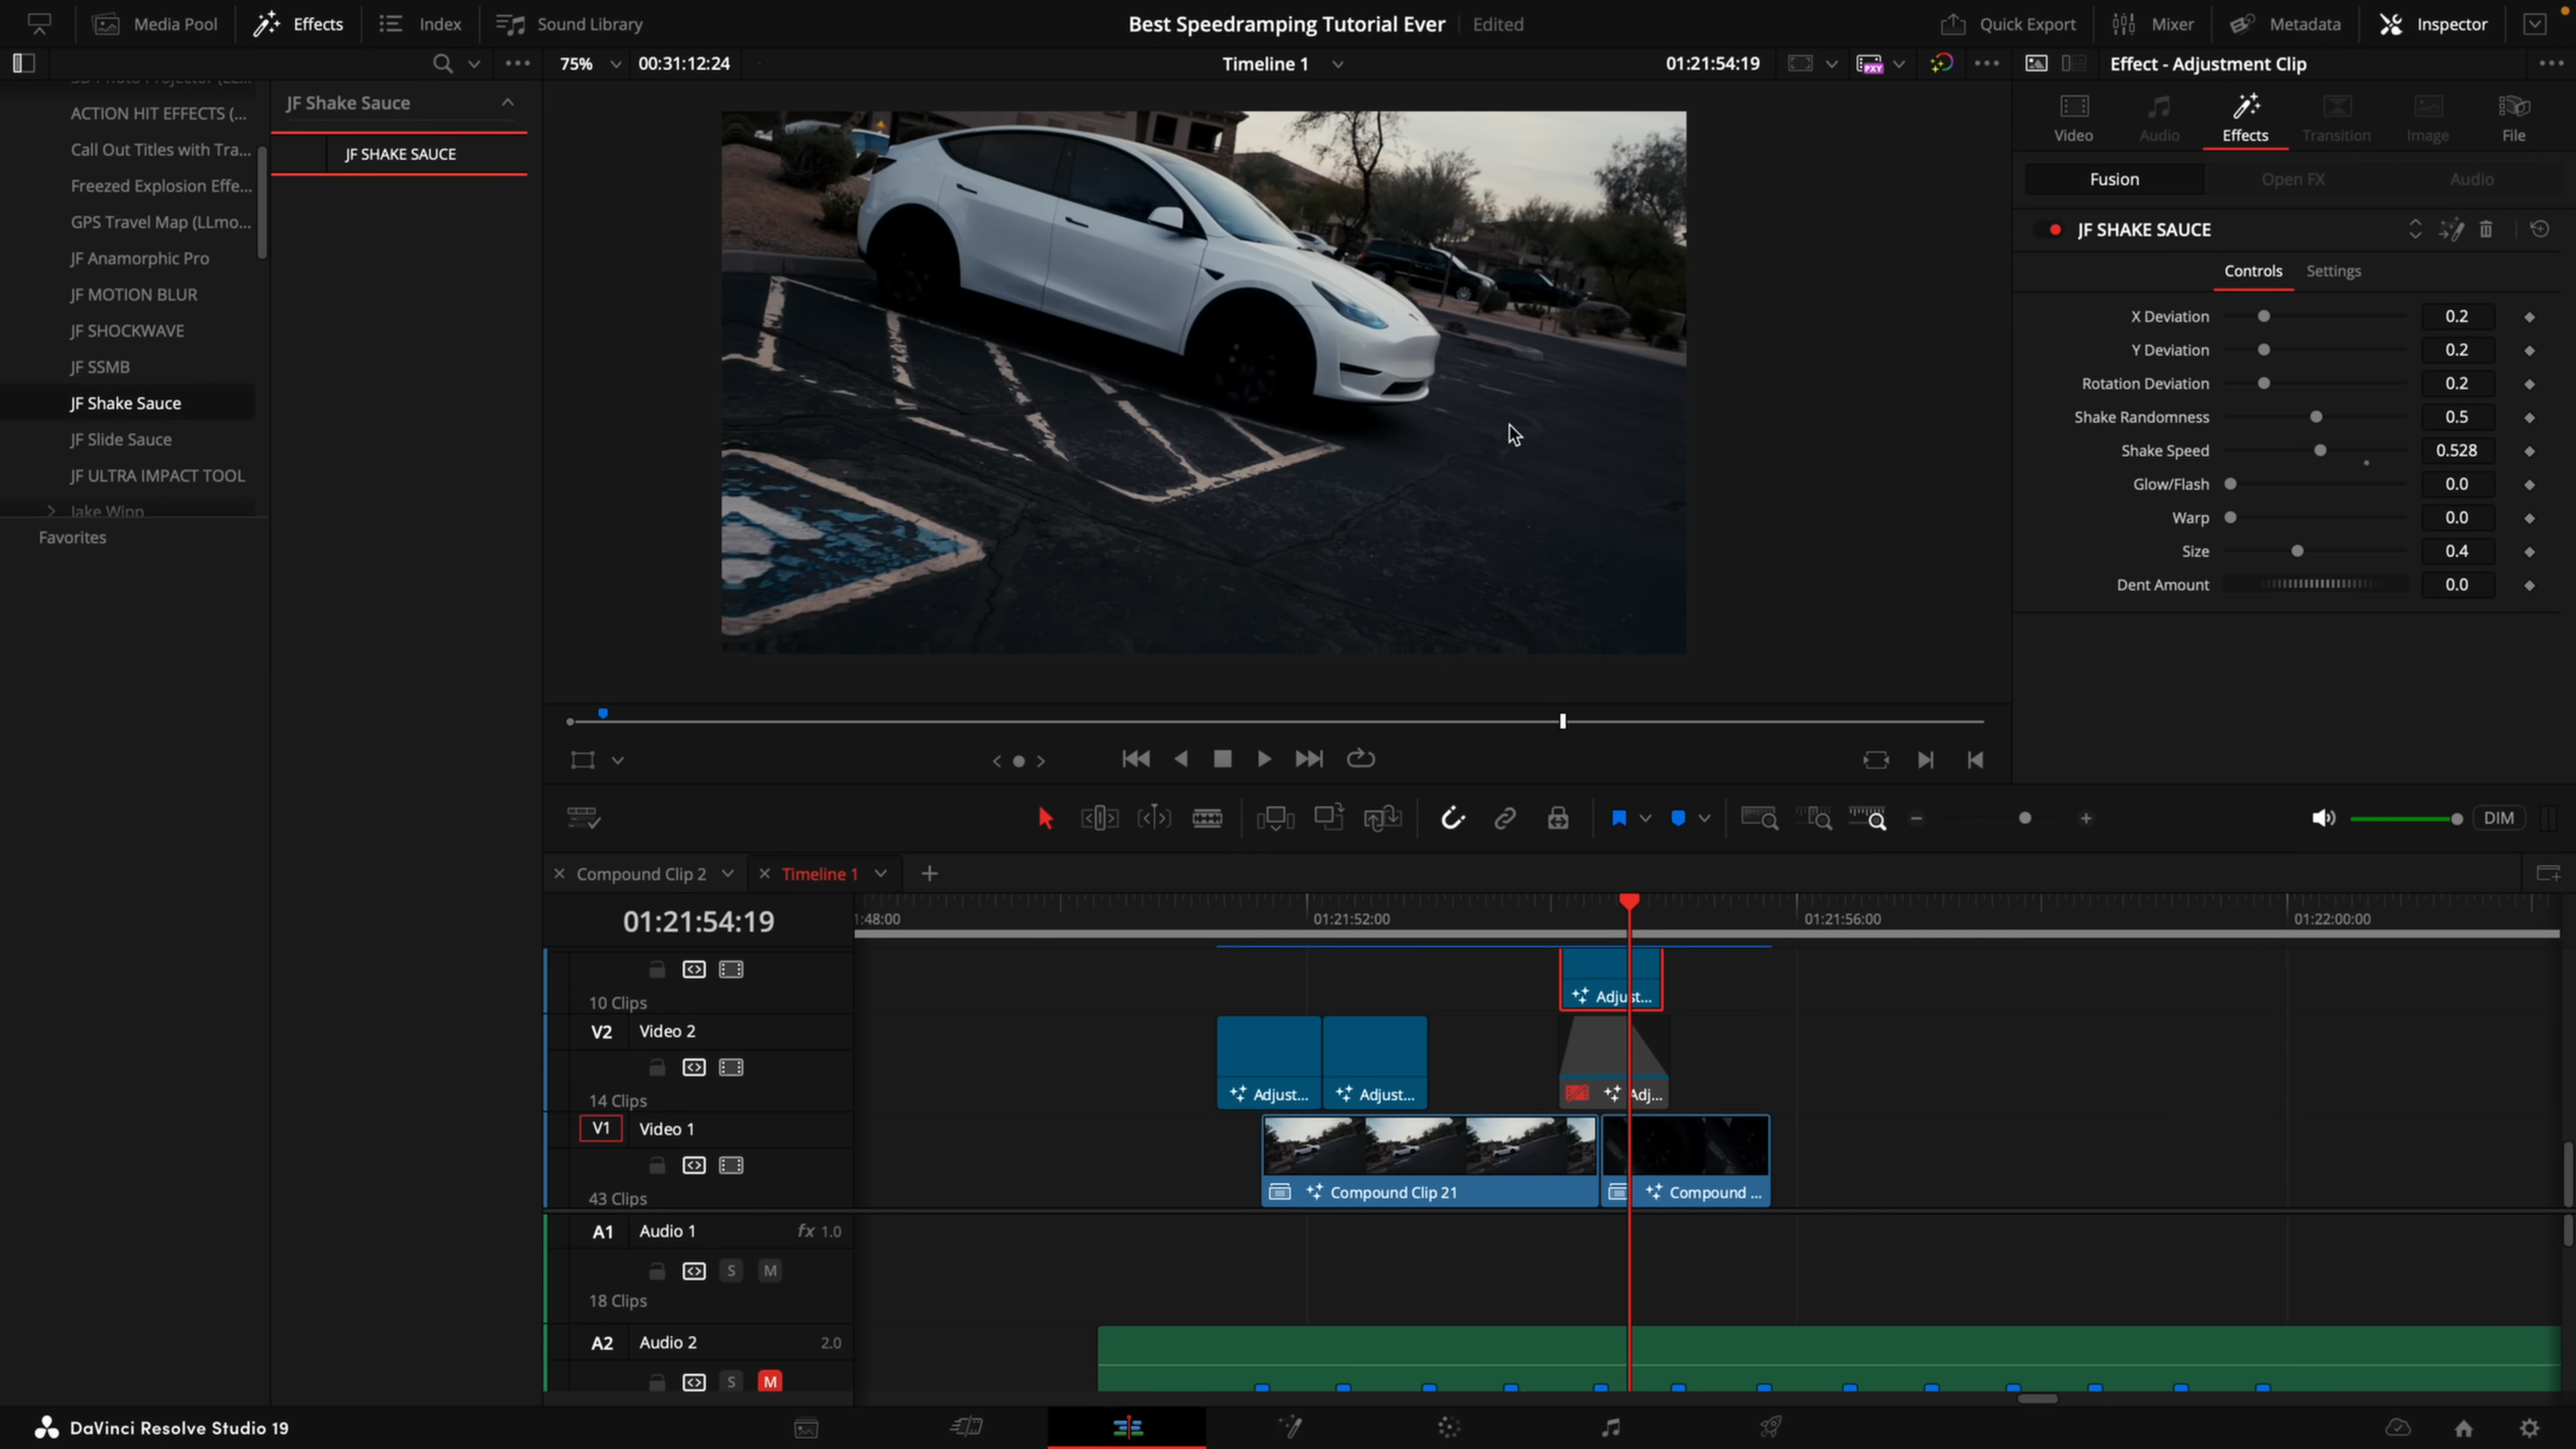 Media Pool
Effects
Index
Sound Library
Best Speedramping Tutorial Ever
Edited
Quick Export
Mixer
Metadata
Inspector
75%
00:31:12:24
Timeline 1
01:21:54:19
PXY
Effect - Adjustment Clip
ACTION HIT EFFECTS (...
Call Out Titles with Tra...
Freezed Explosion Effe...
GPS Travel Map (LLmo...
JF Anamorphic Pro
JF MOTION BLUR
JF SHOCKWAVE
JF SSMB
JF Shake Sauce
JF Slide Sauce
JF ULTRA IMPACT TOOL
Jake Wipp
Favorites
JF Shake Sauce
JF SHAKE SAUCE
Video
Audio
Effects
Transition
Image
File
Fusion
Open FX
Audio
JF SHAKE SAUCE
Controls
Settings
X Deviation 0.2
Y Deviation 0.2
Rotation Deviation 0.2
Shake Randomness 0.5
Shake Speed 0.528
Glow/Flash 0.0
Warp 0.0
Size 0.4
Dent Amount 0.0
DIM
Compound Clip 2
Timeline 1
01:21:54:19
1:48:00
01:21:52:00
01:21:56:00
01:22:00:00
10 Clips
Adjust...
V2 Video 2
14 Clips
Adjust...
Adjust...
Adj...
V1 Video 1
43 Clips
Compound Clip 21
Compound ...
A1 Audio 1 fx 1.0
S M
18 Clips
A2 Audio 2 2.0
S M
DaVinci Resolve Studio 19